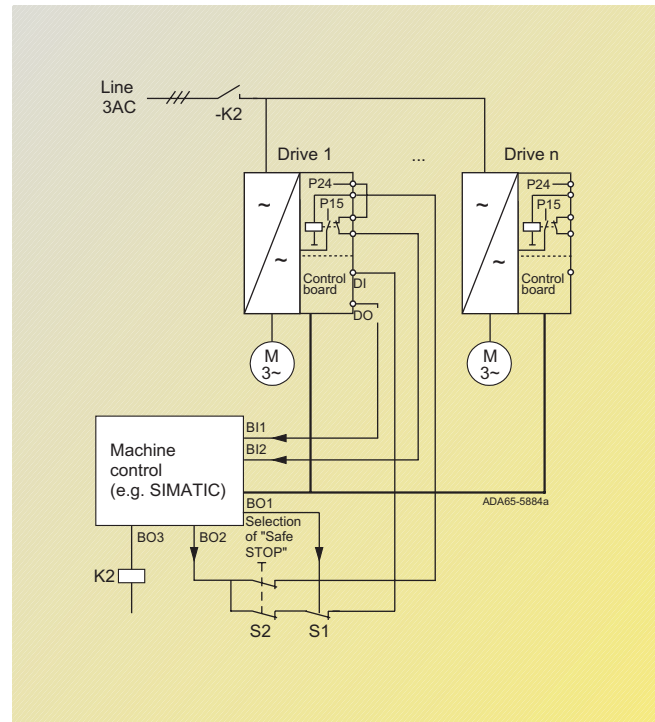 Line
3AC
-K2
Drive 1
...
Drive n
P24
P15
~
~
Control
board
DI
DO
M
3~
P24
P15
~
~
Control
board
M
3~
Machine
control
(e.g. SIMATIC)
BI1
BI2
ADA65-5884a
BO1
Selection
of "Safe
STOP"
BO3
BO2
K2
S2
S1